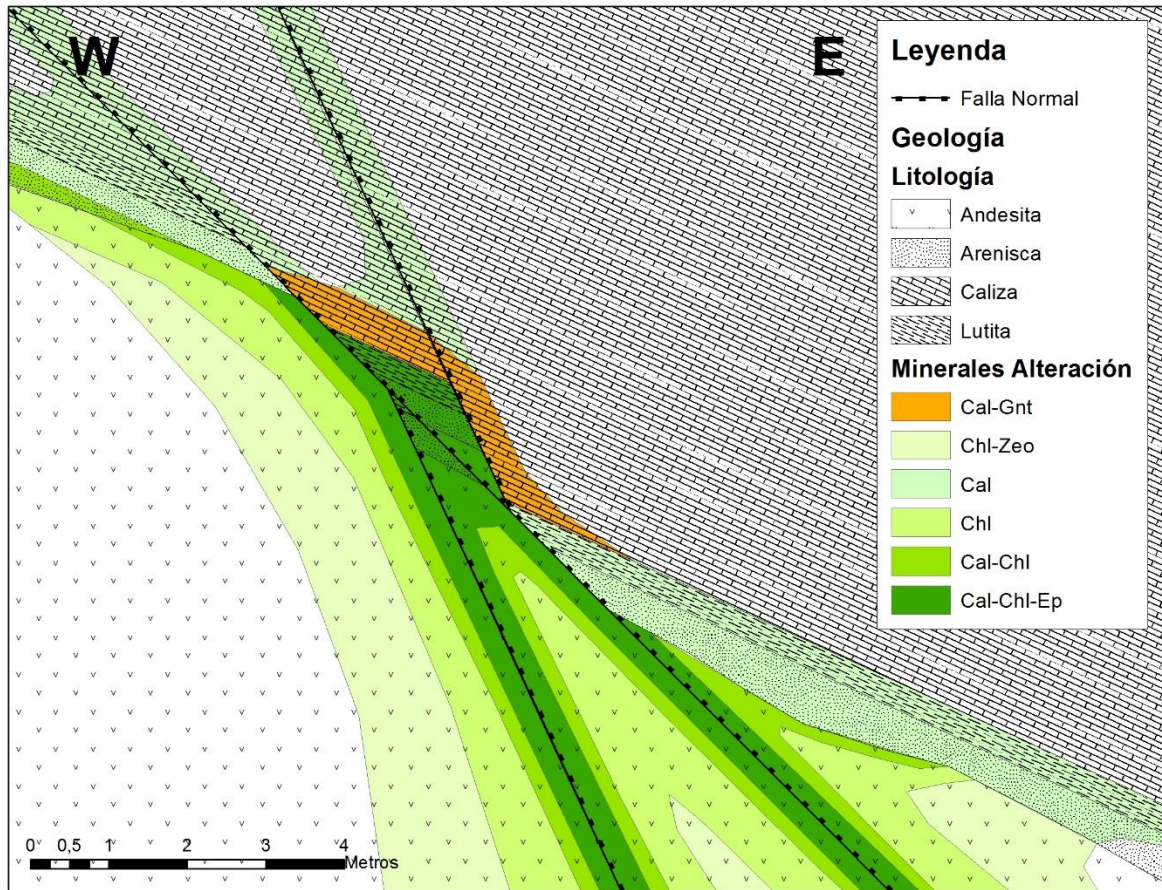 W
E
Leyenda
Falla Normal
Geología
Litología
Andesita
Arenisca
Caliza
Lutita
Minerales Alteración
Cal-Gnt
Chl-Zeo
Cal
Chl
Cal-Chl
Cal-Chl-Ep
0 0,5 1 2 3 4
Metros